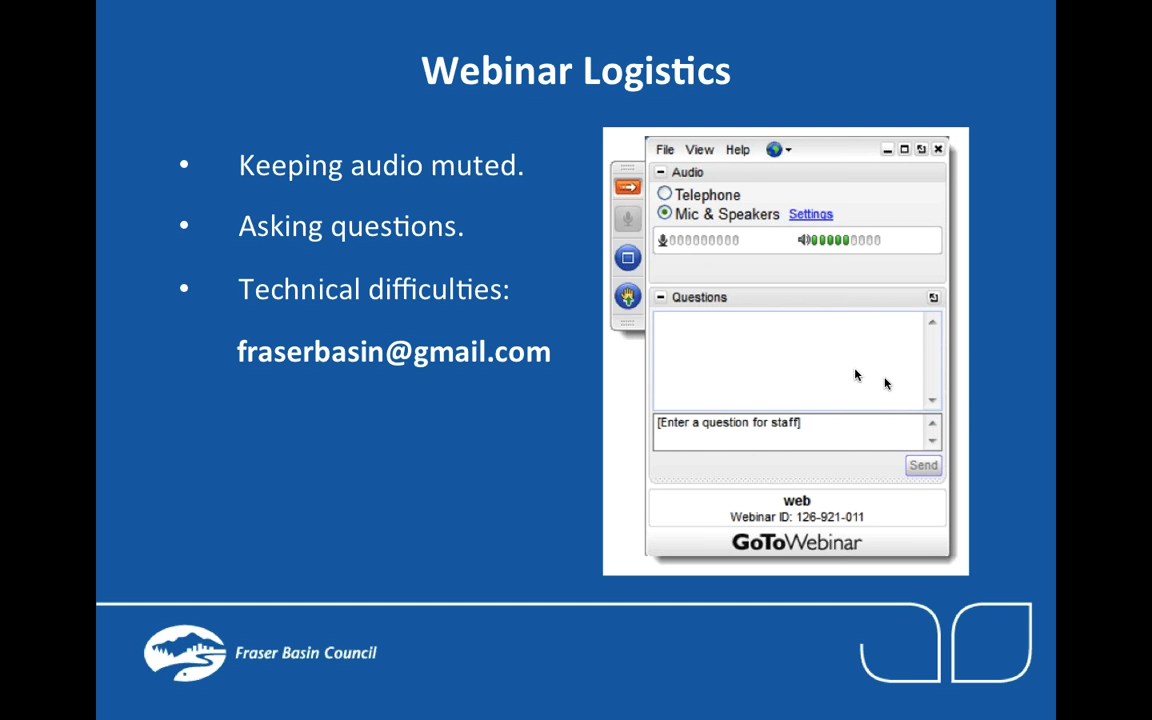 Webinar Logistics
• Keeping audio muted.
• Asking questions.
• Technical difficulties:
fraserbasin@gmail.com
File View Help
Audio
Telephone
Mic & Speakers Settings
Questions
[Enter a question for staff]
Send
web
Webinar ID: 126-921-011
GoToWebinar
Fraser Basin Council